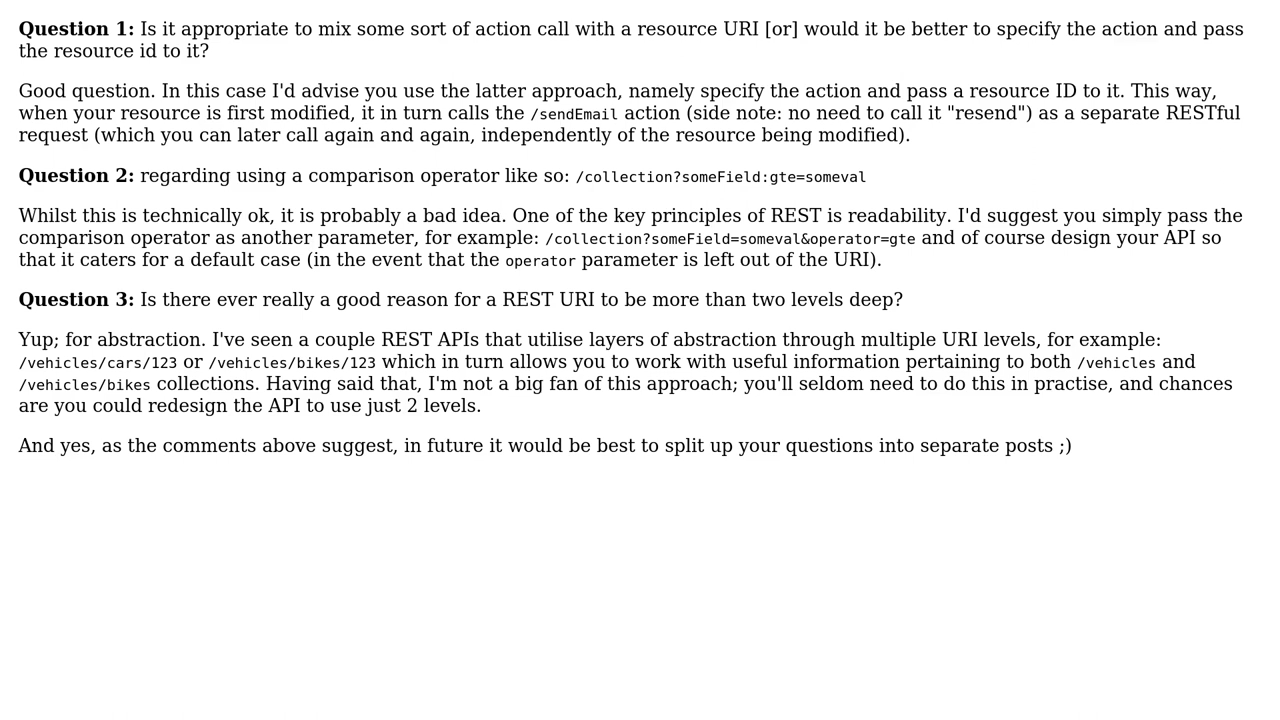 Question 1: Is it appropriate to mix some sort of action call with a resource URI [or] would it be better to specify the action and pass
the resource id to it?
Good question. In this case I'd advise you use the latter approach, namely specify the action and pass a resource ID to it. This way,
when your resource is first modified, it in turn calls the /sendEmail action (side note: no need to call it "resend") as a separate RESTful
request (which you can later call again and again, independently of the resource being modified).
Question 2: regarding using a comparison operator like so: /collection?someField:gte=someval
Whilst this is technically ok, it is probably a bad idea. One of the key principles of REST is readability. I'd suggest you simply pass the
comparison operator as another parameter, for example: /collection?someField=someval&operator=gte and of course design your API so
that it caters for a default case (in the event that the operator parameter is left out of the URI).
Question 3: Is there ever really a good reason for a REST URI to be more than two levels deep?
Yup; for abstraction. I've seen a couple REST APIs that utilise layers of abstraction through multiple URI levels, for example:
/vehicles/cars/123 or /vehicles/bikes/123 which in turn allows you to work with useful information pertaining to both /vehicles and
/vehicles/bikes collections. Having said that, I'm not a big fan of this approach; you'll seldom need to do this in practise, and chances
are you could redesign the API to use just 2 levels.
And yes, as the comments above suggest, in future it would be best to split up your questions into separate posts ;)